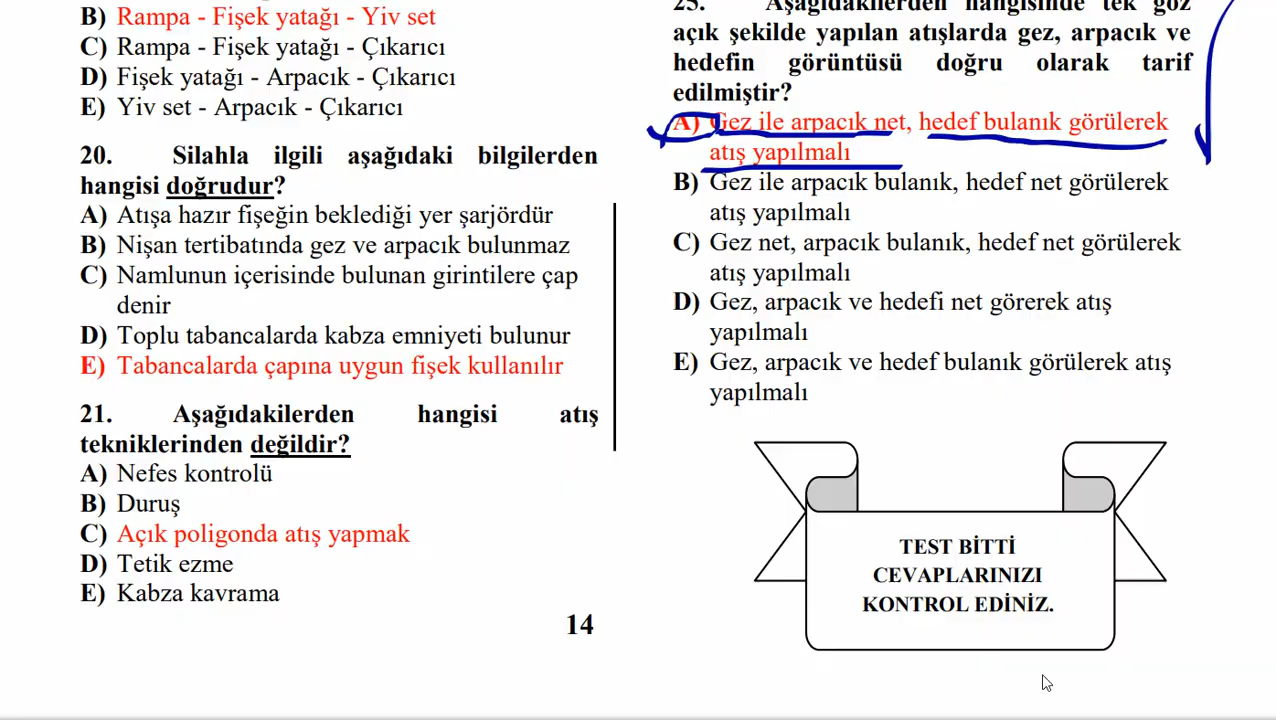 B) Rampa - Fişek yatağı - Yiv set
C) Rampa - Fişek yatağı - Çıkarıcı
D) Fişek yatağı - Arpacık - Çıkarıcı
E) Yiv set - Arpacık - Çıkarıcı
20. Silahla ilgili aşağıdaki bilgilerden
hangisi doğrudur?
A) Atışa hazır fişeğin beklediği yer şarjördür
B) Nişan tertibatında gez ve arpacık bulunmaz
C) Namlunun içerisinde bulunan girintilere çap
denir
D) Toplu tabancalarda kabza emniyeti bulunur
E) Tabancalarda çapına uygun fişek kullanılır
21. Aşağıdakilerden hangisi atış
tekniklerinden değildir?
A) Nefes kontrolü
B) Duruş
C) Açık poligonda atış yapmak
D) Tetik ezme
E) Kabza kavrama
25. Aşağıdakilerden hangisinde tek göz
açık şekilde yapılan atışlarda gez, arpacık ve
hedefin görüntüsü doğru olarak tarif
edilmiştir?
A) Gez ile arpacık net, hedef bulanık görülerek
atış yapılmalı
B) Gez ile arpacık bulanık, hedef net görülerek
atış yapılmalı
C) Gez net, arpacık bulanık, hedef net görülerek
atış yapılmalı
D) Gez, arpacık ve hedefi net görerek atış
yapılmalı
E) Gez, arpacık ve hedef bulanık görülerek atış
yapılmalı
TEST BİTTİ
CEVAPLARINIZI
KONTROL EDİNİZ.
14